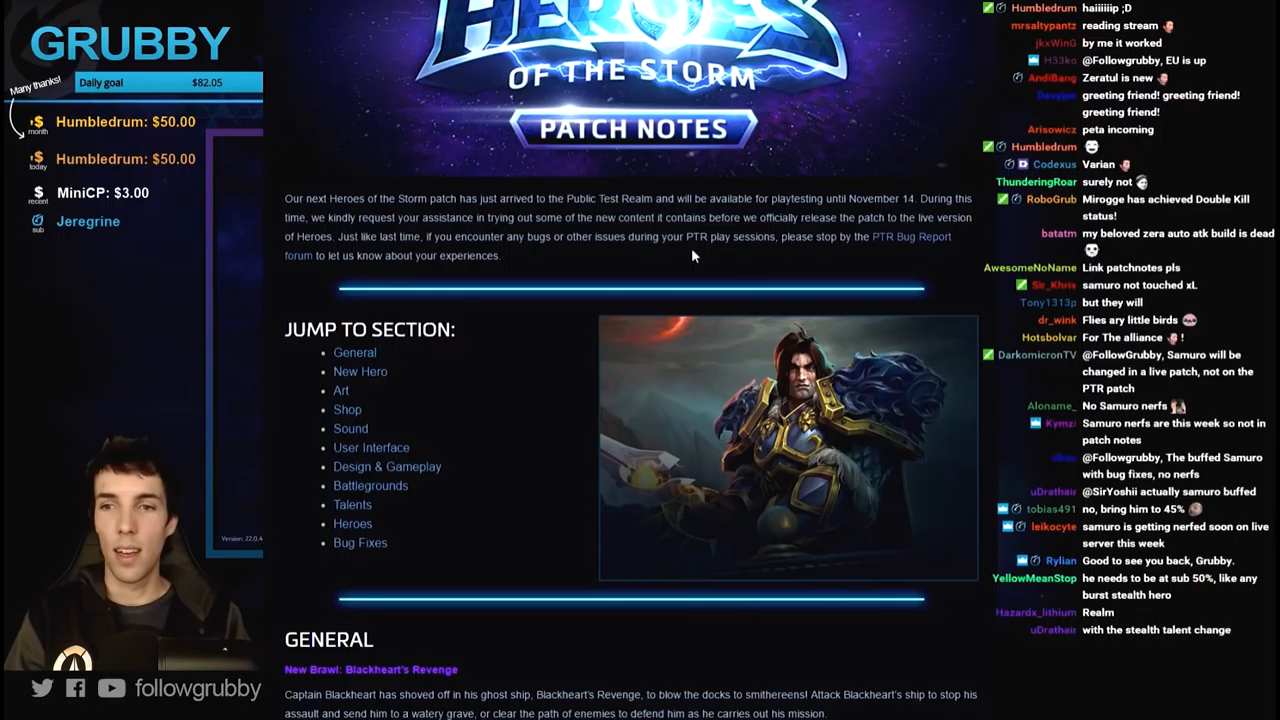 GRUBBY
Many thanks!
Daily goal $82.05
$ month Humbledrum: $50.00
$ today Humbledrum: $50.00
$ recent MiniCP: $3.00
sub Jeregrine
Version: 22.0.4
followgrubby
HEROES
OF THE STORM
PATCH NOTES
Our next Heroes of the Storm patch has just arrived to the Public Test Realm and will be available for playtesting until November 14. During this
time, we kindly request your assistance in trying out some of the new content it contains before we officially release the patch to the live version
of Heroes. Just like last time, if you encounter any bugs or other issues during your PTR play sessions, please stop by the PTR Bug Report
forum to let us know about your experiences.
JUMP TO SECTION:
General
New Hero
Art
Shop
Sound
User Interface
Design & Gameplay
Battlegrounds
Talents
Heroes
Bug Fixes
GENERAL
New Brawl: Blackheart's Revenge
Captain Blackheart has shoved off in his ghost ship, Blackheart's Revenge, to blow the docks to smithereens! Attack Blackheart's ship to stop his
assault and send him to a watery grave, or clear the path of enemies to defend him as he carries out his mission.
Humbledrum haiiiiiip ;D
mrsaltypantz reading stream
jkxWinG by me it worked
H33ko @Followgrubby, EU is up
AndiBang Zeratul is new
greeting friend! greeting friend!
greeting friend!
Arisowicz peta incoming
Humbledrum
Codexus Varian
ThunderingRoar surely not
RoboGrub Mirogge has achieved Double Kill
status!
batatm my beloved zera auto atk build is dead
AwesomeNoName Link patchnotes pls
Sir_Khris samuro not touched xL
Tony1313p but they will
dr_wink Flies ary little birds
Hotsbolvar For The alliance !
DarkomicronTV @FollowGrubby, Samuro will be
changed in a live patch, not on the
PTR patch
Aloname_ No Samuro nerfs
Kymz! Samuro nerfs are this week so not in
patch notes
@Followgrubby, The buffed Samuro
with bug fixes, no nerfs
uDrathair @SirYoshii actually samuro buffed
tobias491 no, bring him to 45%
leikocyte samuro is getting nerfed soon on live
server this week
Rylian Good to see you back, Grubby.
YellowMeanStop he needs to be at sub 50%, like any
burst stealth hero
Hazardx_lithium Realm
uDrathair with the stealth talent change